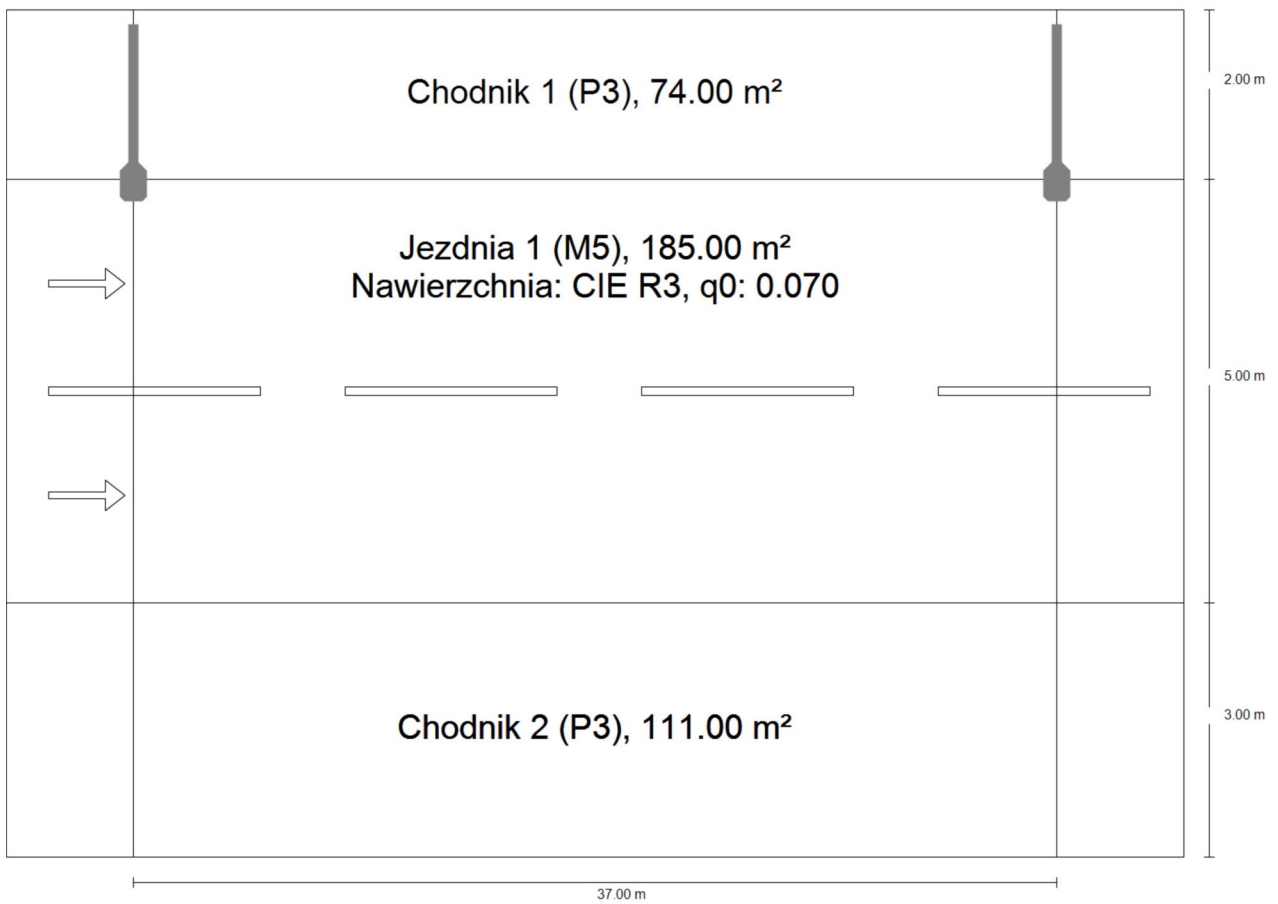 Chodnik 1 (P3), 74.00 m²
2.00 m
Jezdnia 1 (M5), 185.00 m²
Nawierzchnia: CIE R3, q0: 0.070
5.00 m
Chodnik 2 (P3), 111.00 m²
3.00 m
37.00 m